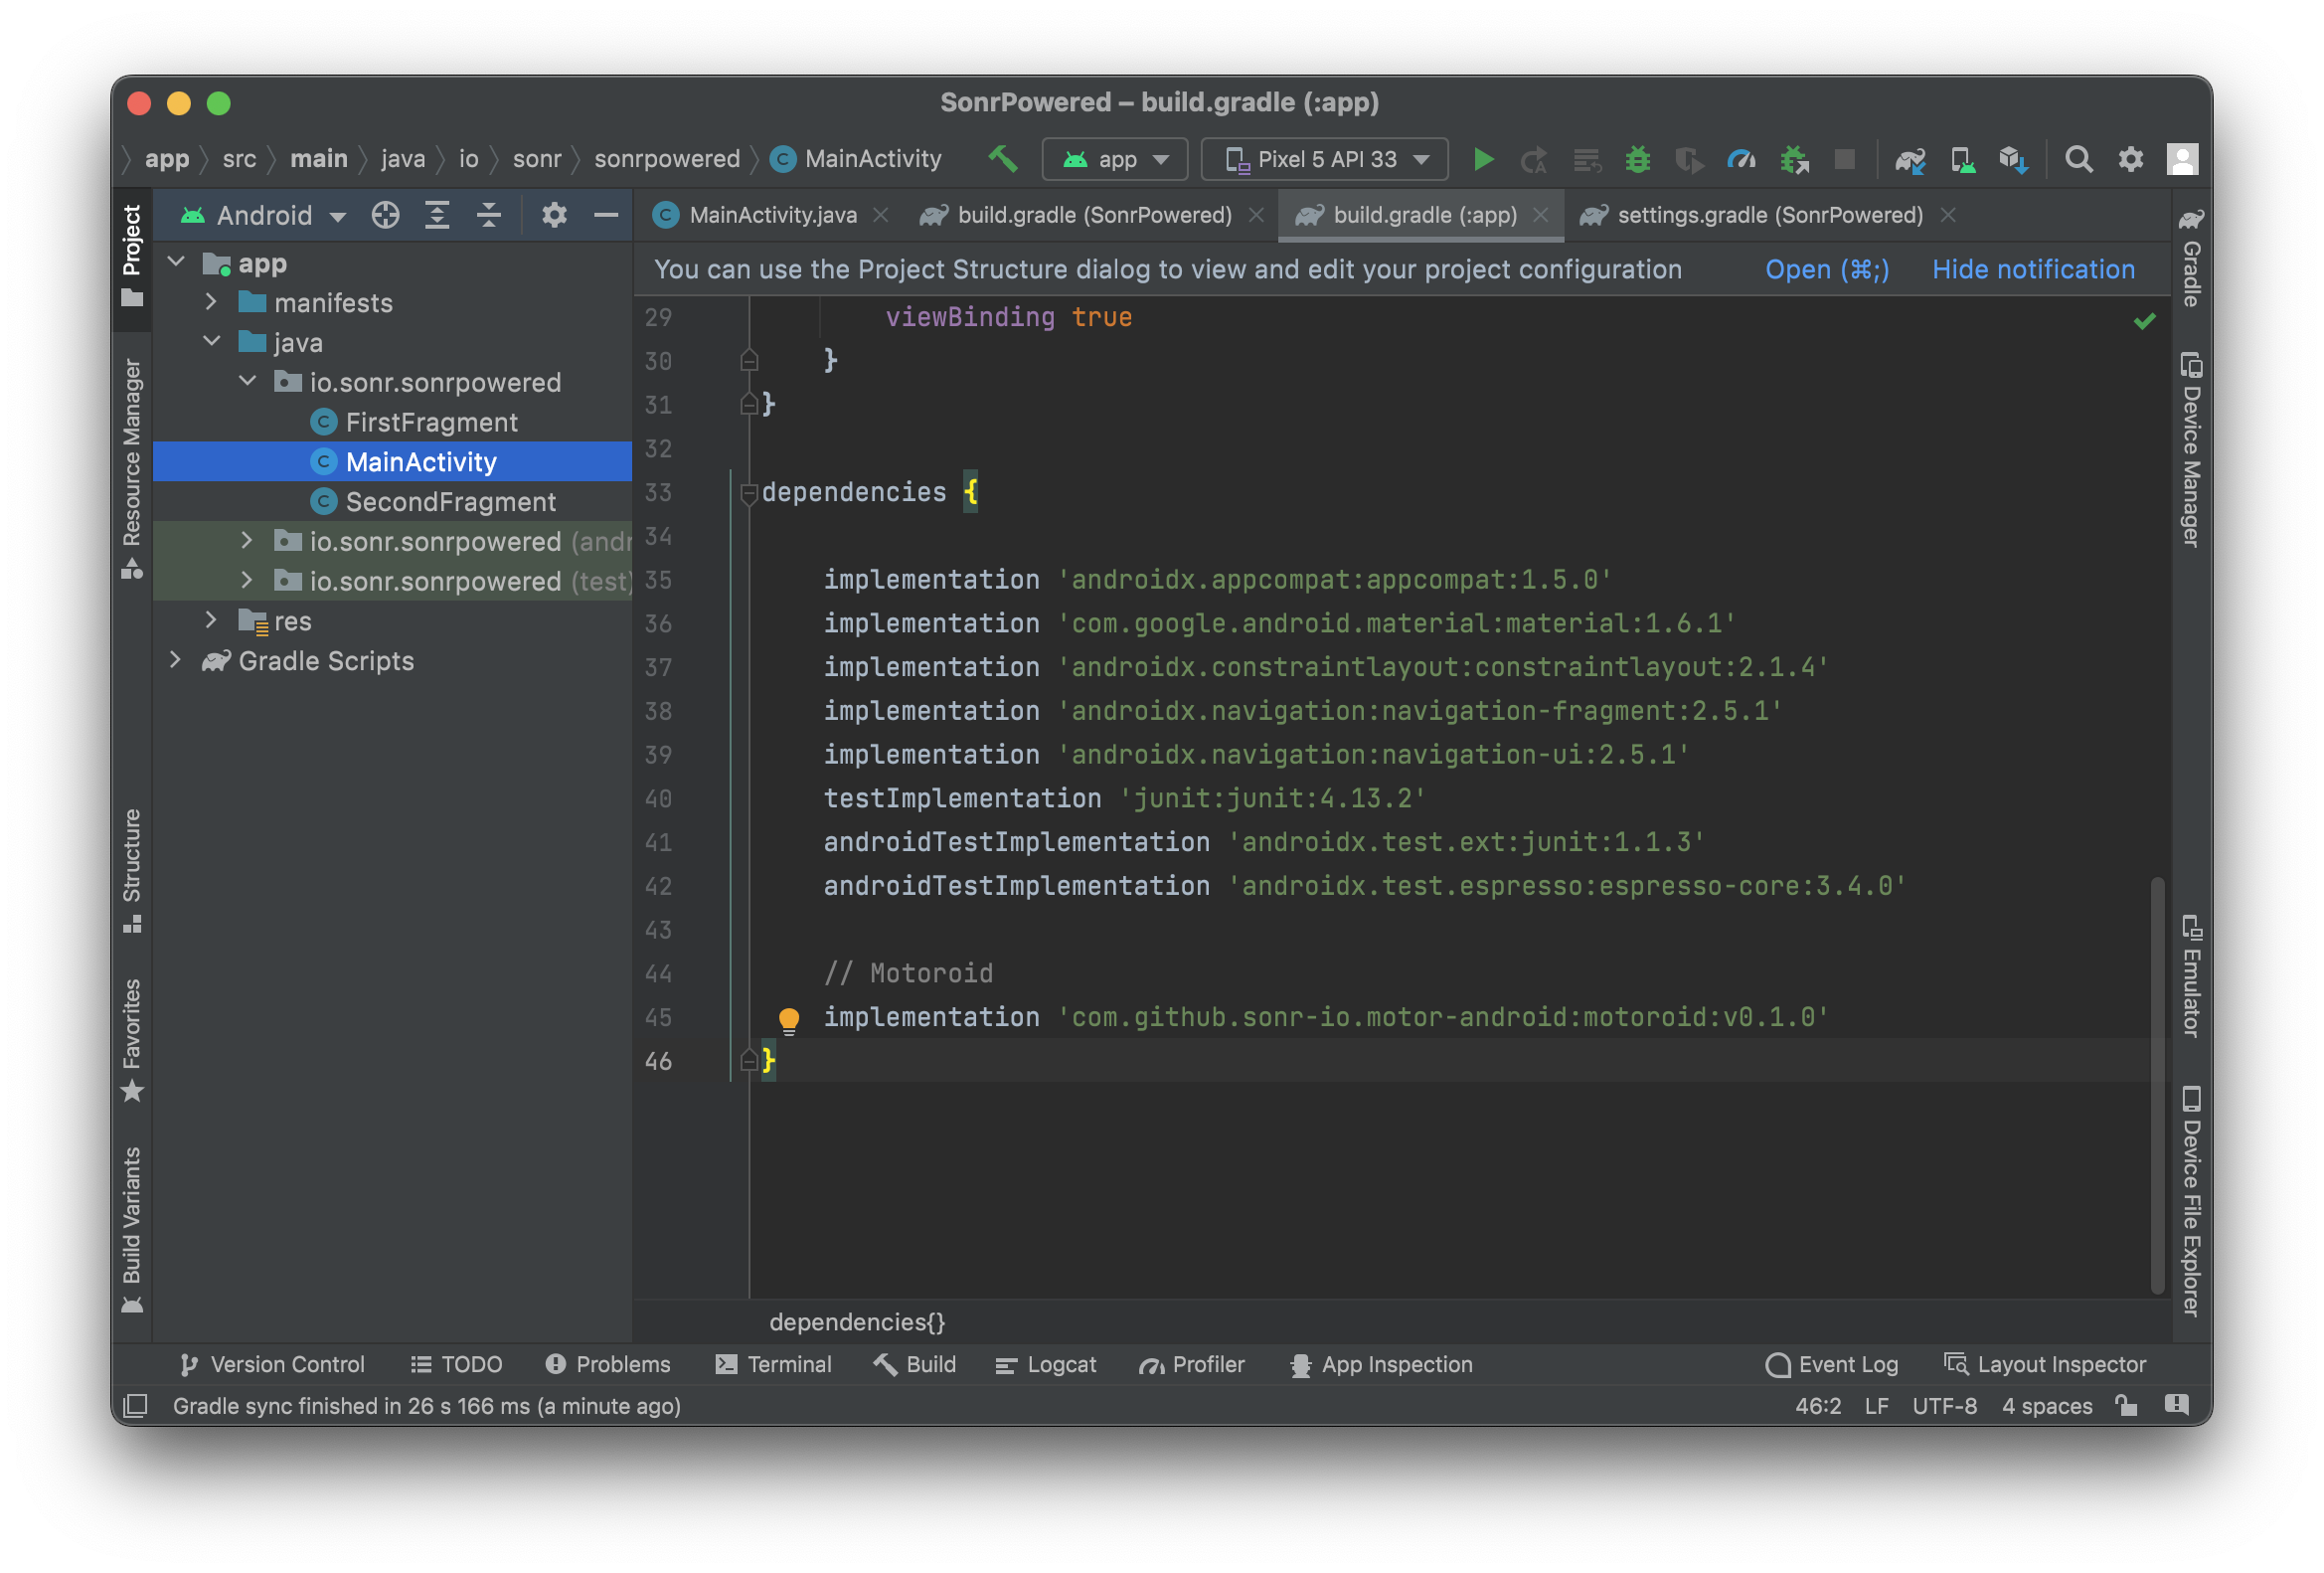 SonrPowered – build.gradle (:app)
app src main java io sonr sonrpowered MainActivity app Pixel 5 API 33
Android
MainActivity.java build.gradle (SonrPowered) build.gradle (:app) settings.gradle (SonrPowered)
You can use the Project Structure dialog to view and edit your project configuration Open (⌘;) Hide notification
Project
Resource Manager
Structure
Favorites
Build Variants
app
manifests
java
io.sonr.sonrpowered
FirstFragment
MainActivity
SecondFragment
io.sonr.sonrpowered (andr
io.sonr.sonrpowered (test)
res
Gradle Scripts
29 viewBinding true
30 }
31 }
32
33 dependencies {
34
35 implementation 'androidx.appcompat:appcompat:1.5.0'
36 implementation 'com.google.android.material:material:1.6.1'
37 implementation 'androidx.constraintlayout:constraintlayout:2.1.4'
38 implementation 'androidx.navigation:navigation-fragment:2.5.1'
39 implementation 'androidx.navigation:navigation-ui:2.5.1'
40 testImplementation 'junit:junit:4.13.2'
41 androidTestImplementation 'androidx.test.ext:junit:1.1.3'
42 androidTestImplementation 'androidx.test.espresso:espresso-core:3.4.0'
43
44 // Motoroid
45 implementation 'com.github.sonr-io.motor-android:motoroid:v0.1.0'
46 }
dependencies{}
Gradle
Device Manager
Emulator
Device File Explorer
Version Control TODO Problems Terminal Build Logcat Profiler App Inspection Event Log Layout Inspector
Gradle sync finished in 26 s 166 ms (a minute ago) 46:2 LF UTF-8 4 spaces